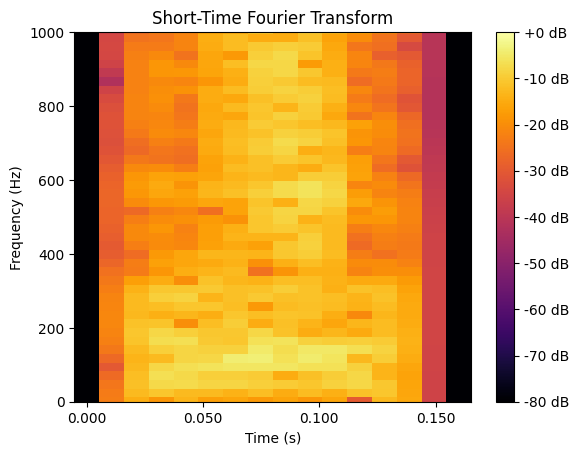 Short-Time Fourier Transform
1000
800
600
400
200
0
Frequency (Hz)
0.000
0.050
0.100
0.150
Time (s)
+0 dB
-10 dB
-20 dB
-30 dB
-40 dB
-50 dB
-60 dB
-70 dB
-80 dB